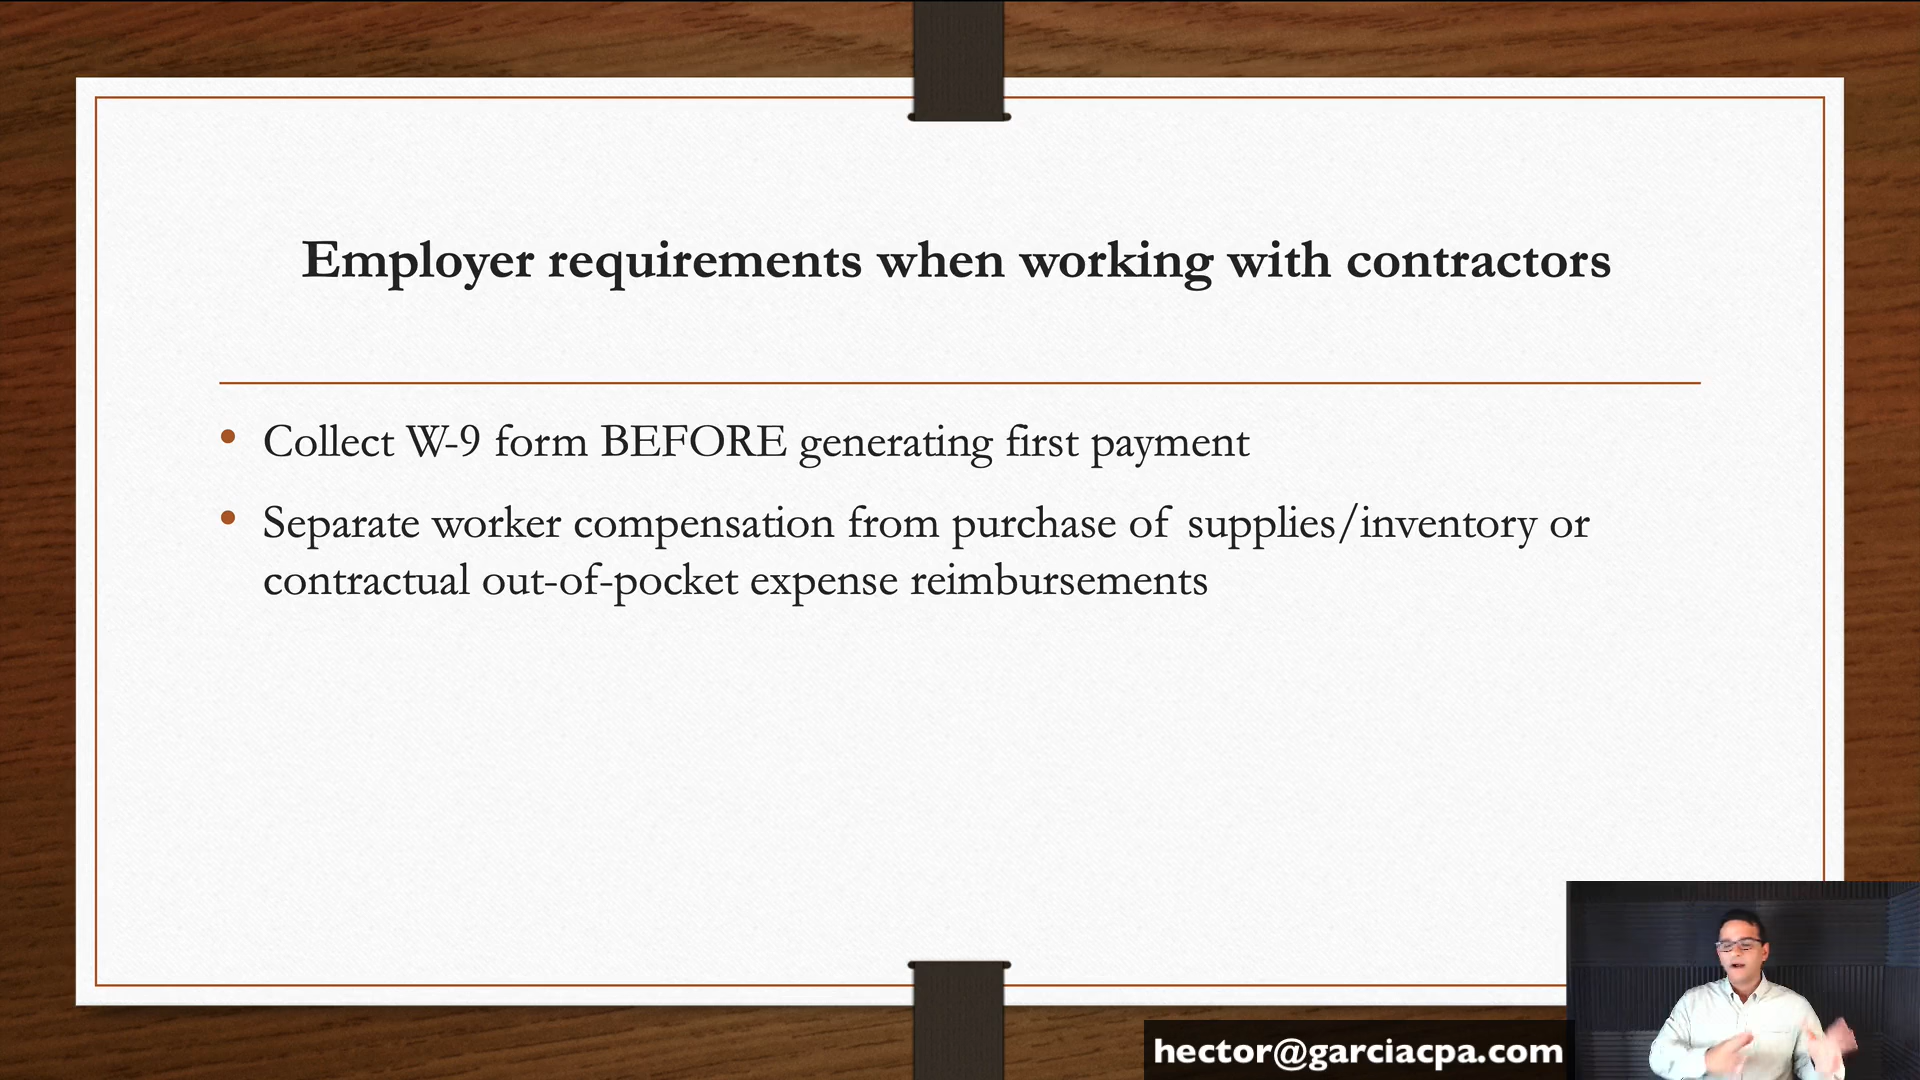 Employer requirements when working with contractors
• Collect W-9 form BEFORE generating first payment
• Separate worker compensation from purchase of supplies/inventory or
contractual out-of-pocket expense reimbursements
hector@garciacpa.com